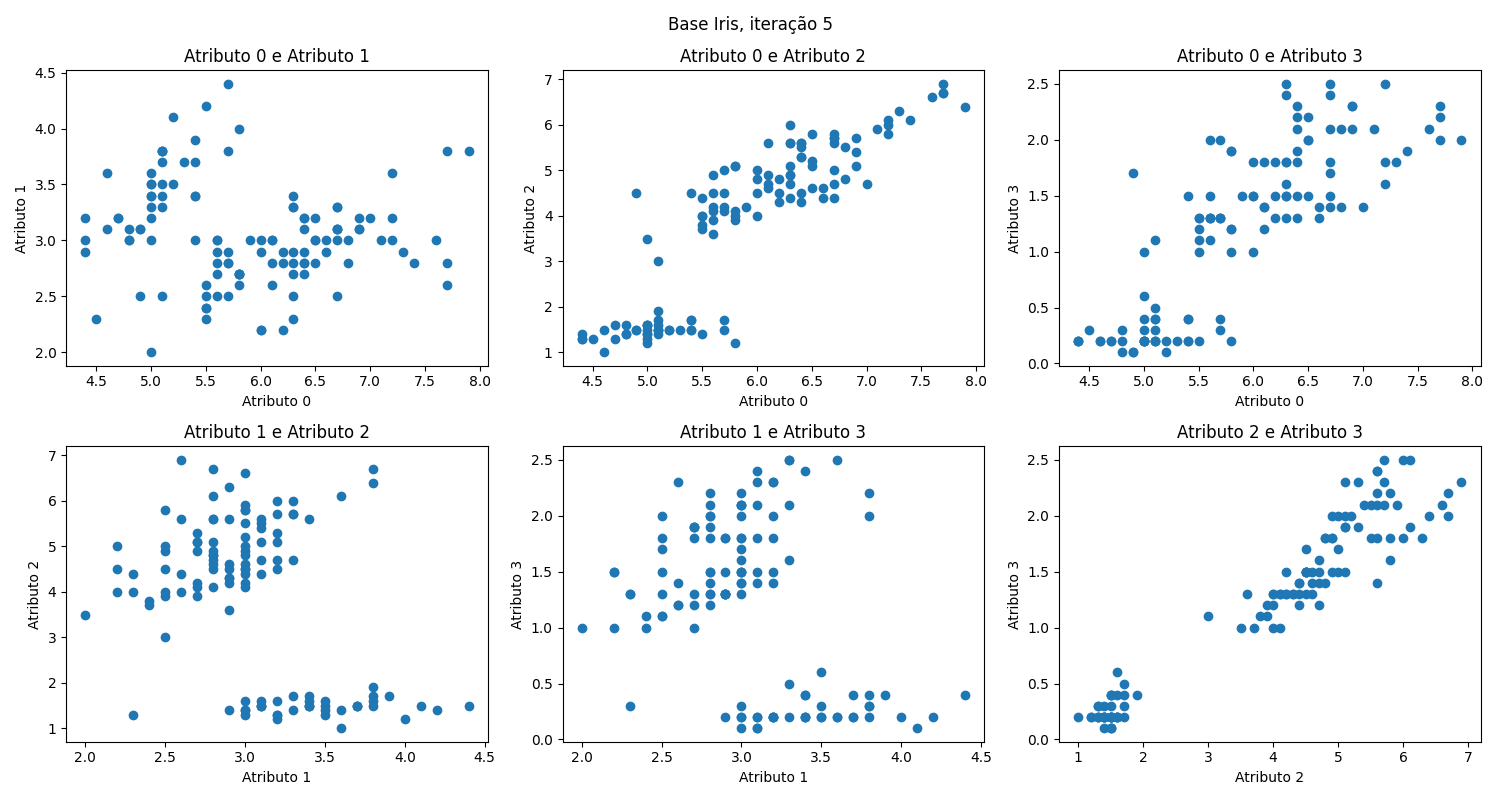 Base Iris, iteração 5
Atributo 0 e Atributo 1
4.5
4.0
3.5
3.0
2.5
2.0
Atributo 1
4.5 5.0 5.5 6.0 6.5 7.0 7.5 8.0
Atributo 0
Atributo 0 e Atributo 2
7
6
5
4
3
2
1
Atributo 2
4.5 5.0 5.5 6.0 6.5 7.0 7.5 8.0
Atributo 0
Atributo 0 e Atributo 3
2.5
2.0
1.5
1.0
0.5
0.0
Atributo 3
4.5 5.0 5.5 6.0 6.5 7.0 7.5 8.0
Atributo 0
Atributo 1 e Atributo 2
7
6
5
4
3
2
1
Atributo 2
2.0 2.5 3.0 3.5 4.0 4.5
Atributo 1
Atributo 1 e Atributo 3
2.5
2.0
1.5
1.0
0.5
0.0
Atributo 3
2.0 2.5 3.0 3.5 4.0 4.5
Atributo 1
Atributo 2 e Atributo 3
2.5
2.0
1.5
1.0
0.5
0.0
Atributo 3
1 2 3 4 5 6 7
Atributo 2